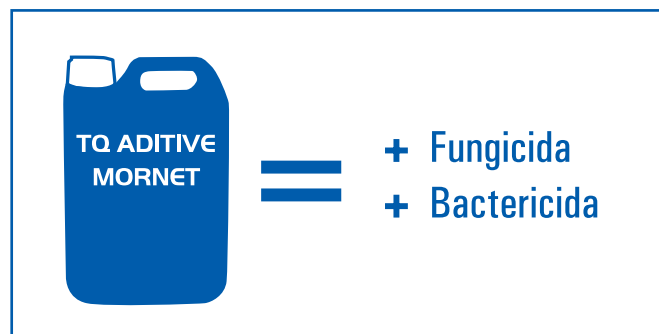 TQ ADITIVE
MORNET
=
+ Fungicida
+ Bactericida